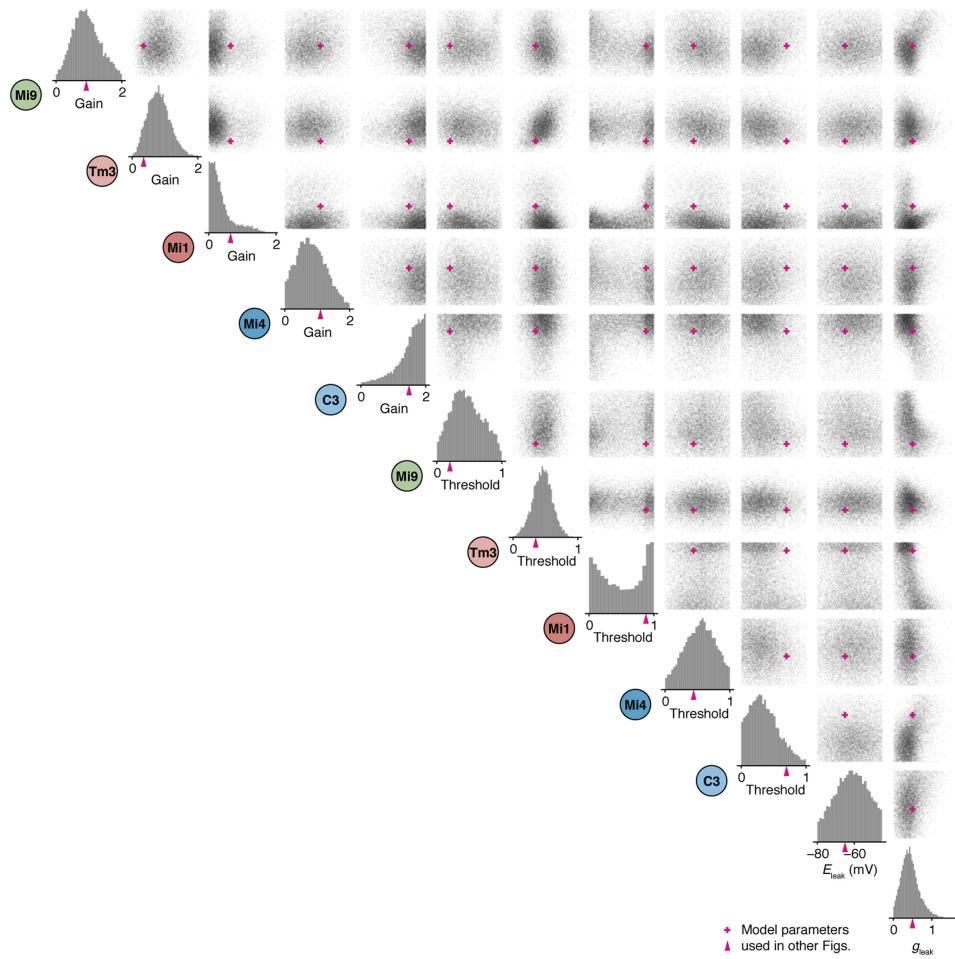 0 2
Gain
Mi9
0 2
Gain
Tm3
0 2
Gain
Mi1
0 2
Gain
Mi4
0 2
Gain
C3
0 1
Threshold
Mi9
0 1
Threshold
Tm3
0 1
Threshold
Mi1
0 1
Threshold
Mi4
0 1
Threshold
C3
−80 −60
E leak (mV)
0 1
g leak
Model parameters
used in other Figs.